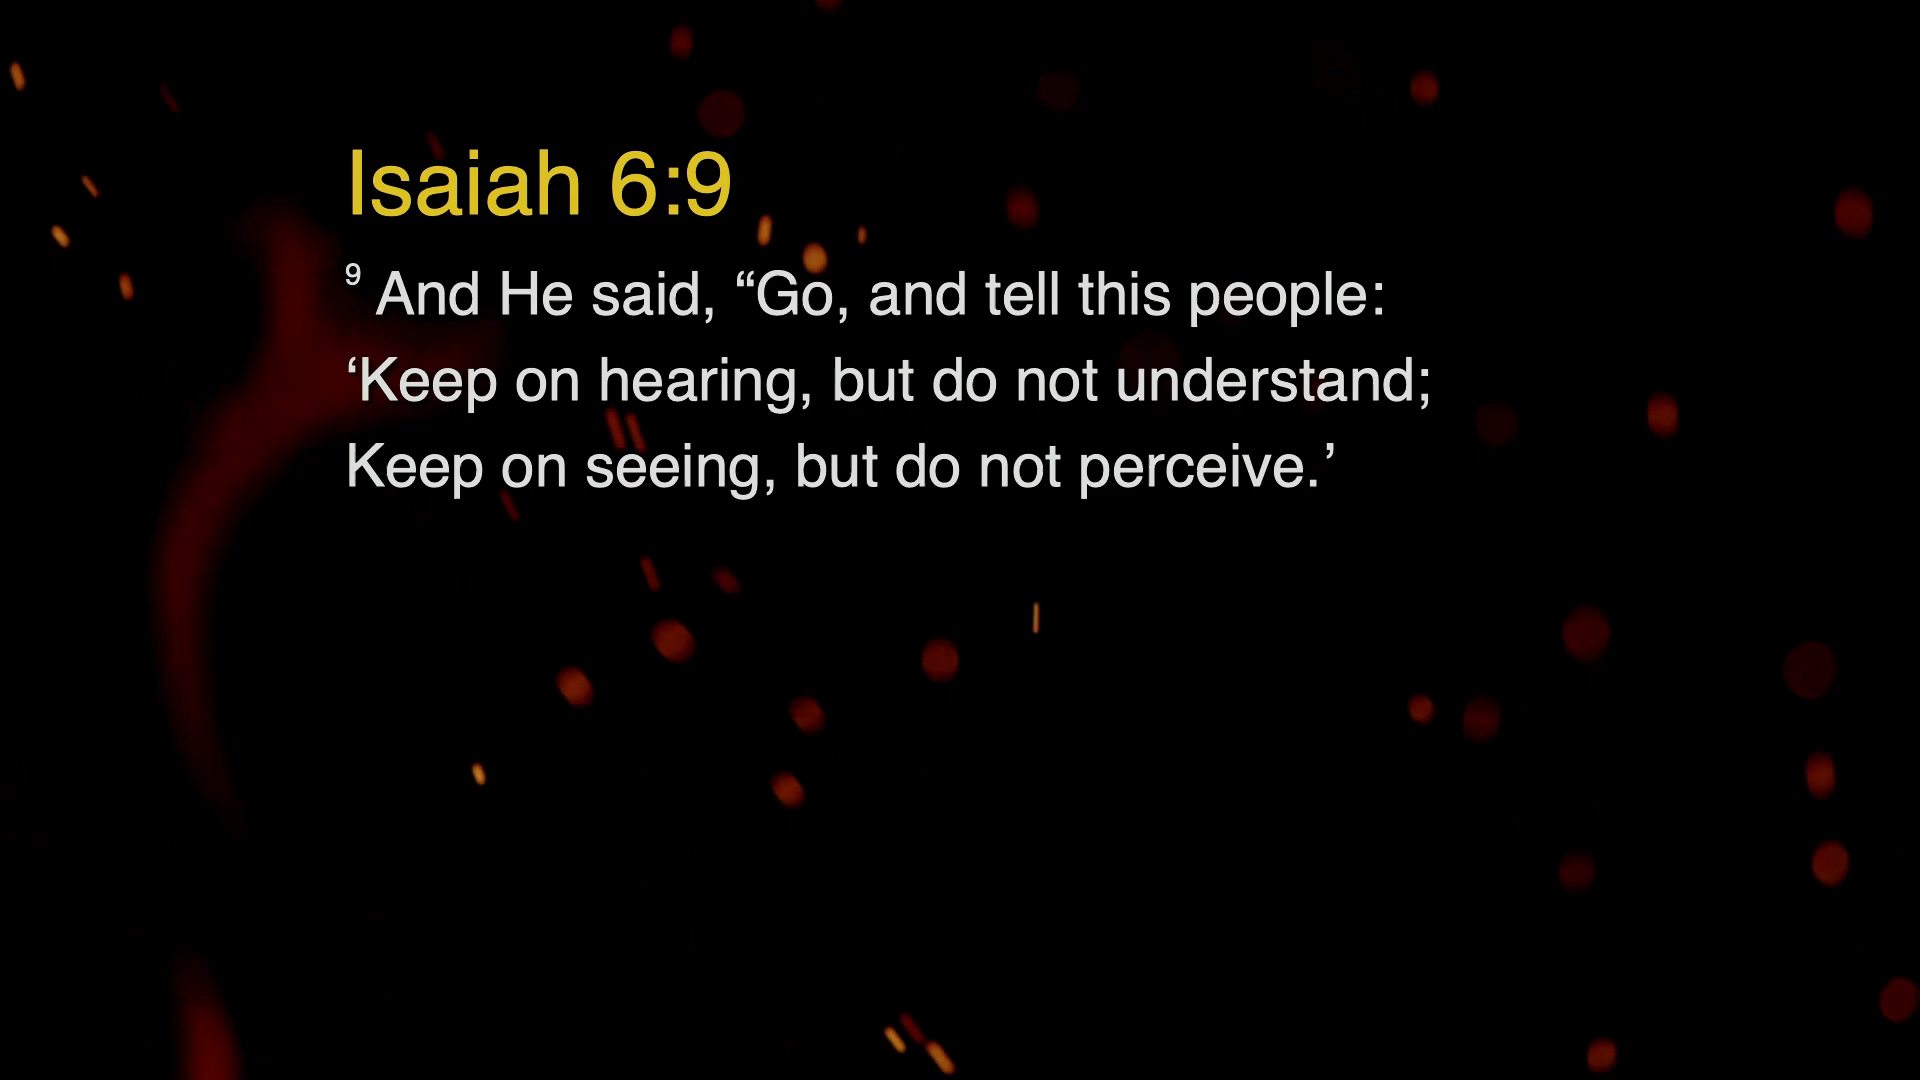 Isaiah 6:9
⁹ And He said, “Go, and tell this people:
‘Keep on hearing, but do not understand;
Keep on seeing, but do not perceive.’